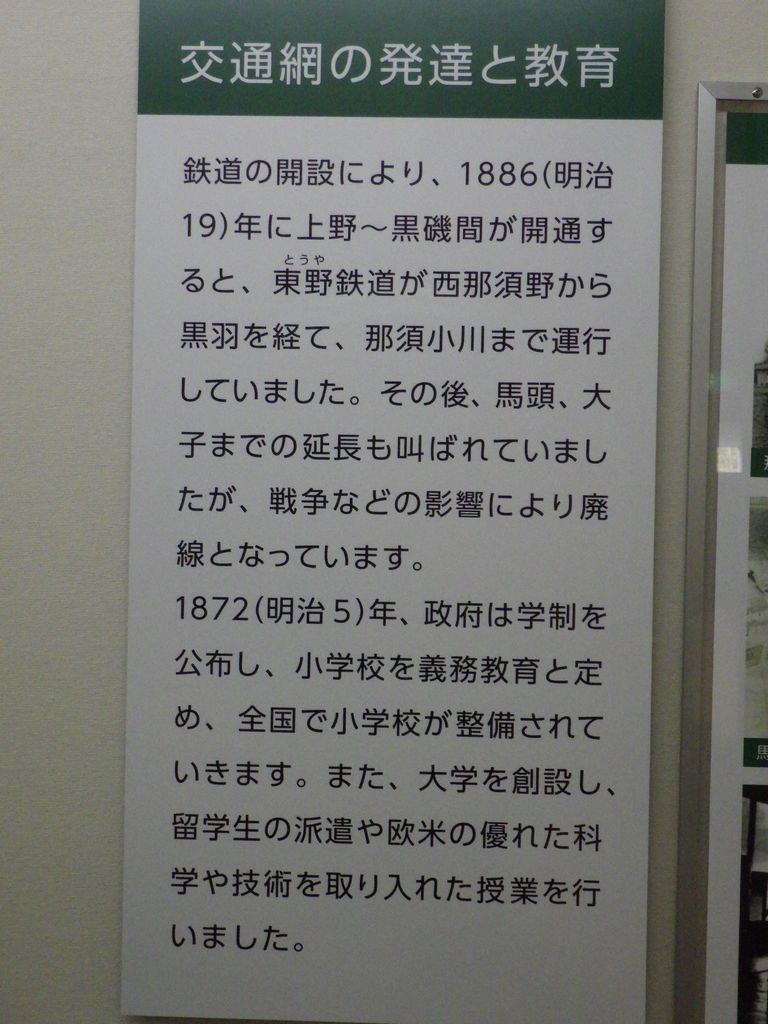 交通網の発達と教育
鉄道の開設により、1886(明治
19)年に上野〜黒磯間が開通す
とうや
ると、東野鉄道が西那須野から
黒羽を経て、那須小川まで運行
していました。その後、馬頭、大
子までの延長も叫ばれていまし
たが、戦争などの影響により廃
線となっています。
1872(明治5)年、政府は学制を
公布し、小学校を義務教育と定
め、全国で小学校が整備されて
いきます。また、大学を創設し、
留学生の派遣や欧米の優れた科
学や技術を取り入れた授業を行
いました。
馬